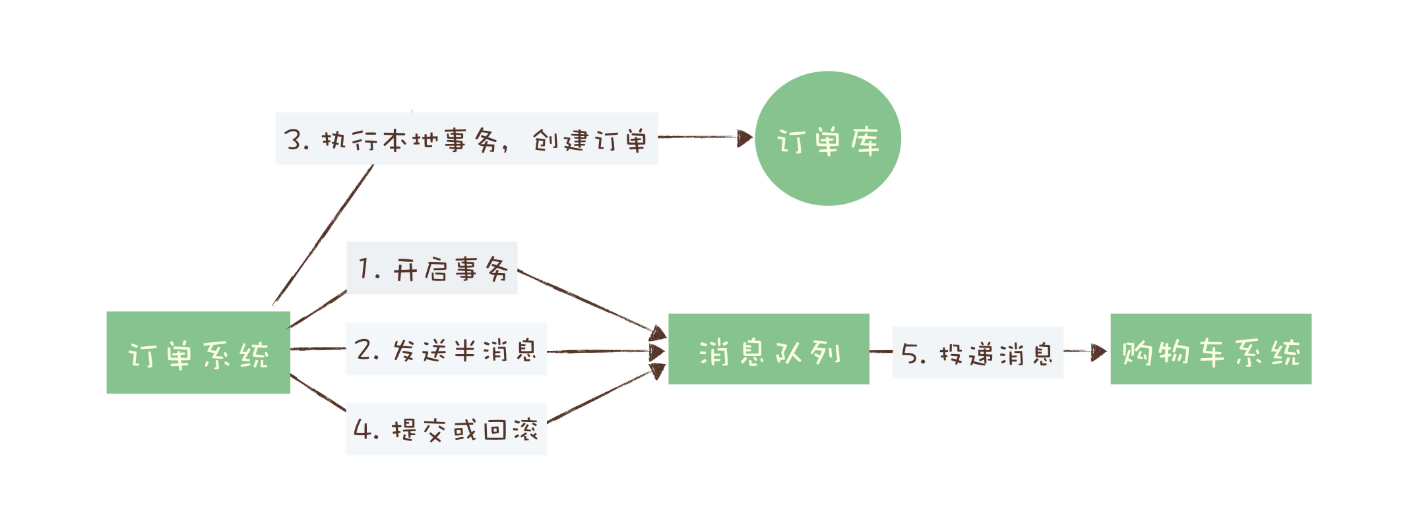 3. 执行本地事务，创建订单
订单库
1. 开启事务
订单系统
2. 发送半消息
消息队列
5. 投递消息
购物车系统
4. 提交或回滚